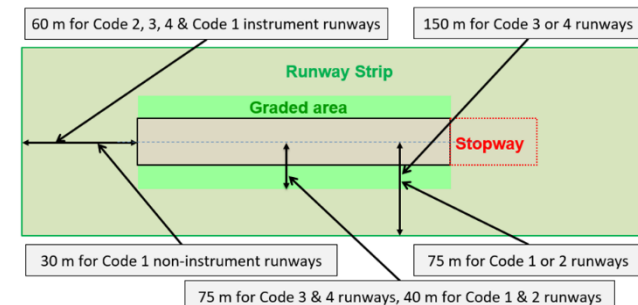 60 m for Code 2, 3, 4 & Code 1 instrument runways
150 m for Code 3 or 4 runways
Runway Strip
Graded area
Stopway
30 m for Code 1 non-instrument runways
75 m for Code 1 or 2 runways
75 m for Code 3 & 4 runways, 40 m for Code 1 & 2 runways